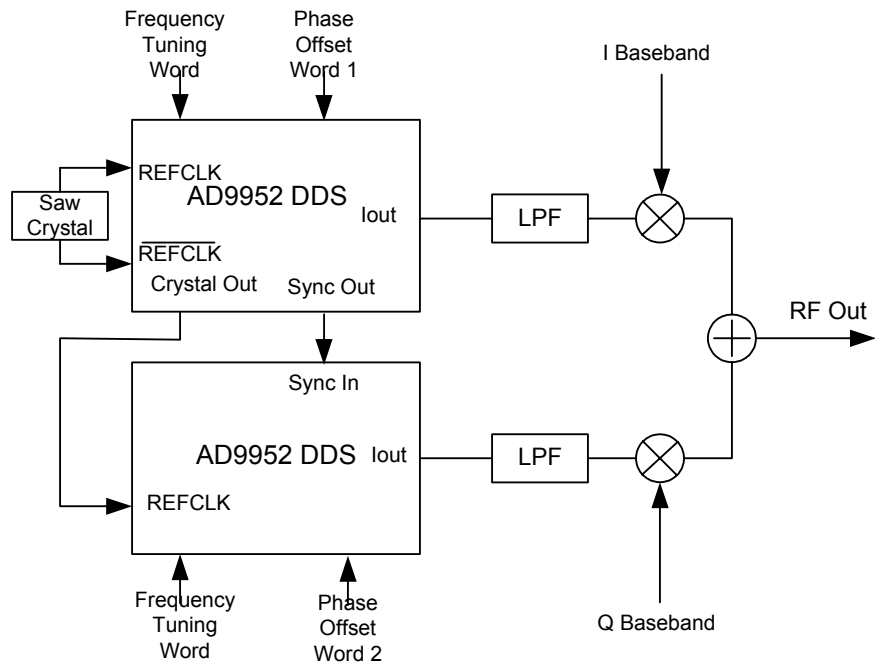 Frequency
Tuning
Word
Phase
Offset
Word 1
I Baseband
REFCLK
AD9952 DDS
Saw
Crystal
Iout
LPF
REFCLK
Crystal Out
Sync Out
RF Out
Sync In
AD9952 DDS
Iout
LPF
REFCLK
Frequency
Tuning
Word
Phase
Offset
Word 2
Q Baseband